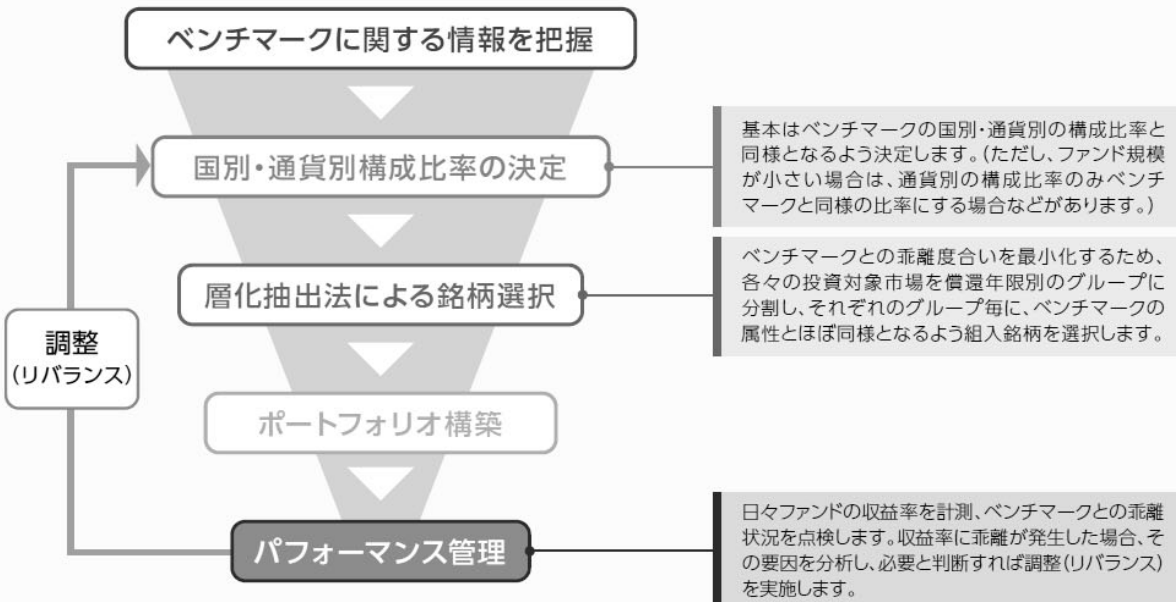 ベンチマークに関する情報を把握
国別・通貨別構成比率の決定
基本はベンチマークの国別・通貨別の構成比率と
同様となるよう決定します。(ただし、ファンド規模
が小さい場合は、通貨別の構成比率のみベンチ
マークと同様の比率にする場合などがあります。)
層化抽出法による銘柄選択
ベンチマークとの乖離度合いを最小化するため、
各々の投資対象市場を償還年限別のグループに
分割し、それぞれのグループ毎に、ベンチマークの
属性とほぼ同様となるよう組入銘柄を選択します。
調整
(リバランス)
ポートフォリオ構築
パフォーマンス管理
日々ファンドの収益率を計測、ベンチマークとの乖離
状況を点検します。収益率に乖離が発生した場合、そ
の要因を分析し、必要と判断すれば調整(リバランス)
を実施します。